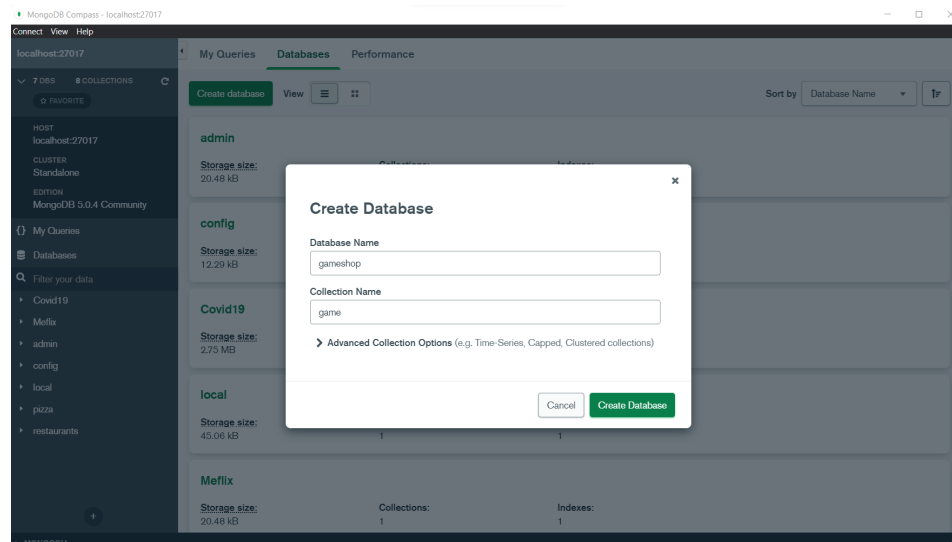 MongoDB Compass - localhost:27017
Connect View Help
localhost:27017
7 DBS 8 COLLECTIONS
☆ FAVORITE
HOST
localhost:27017
CLUSTER
Standalone
EDITION
MongoDB 5.0.4 Community
{} My Queries
Databases
Filter your data
Covid19
Meflix
admin
config
local
pizza
restaurants
+
My Queries Databases Performance
Create database View Sort by Database Name
admin
Storage size:
20.48 kB
config
Storage size:
12.29 kB
Covid19
Storage size:
2.75 MB
local
Storage size:
45.06 kB 1 1
Meflix
Storage size: Collections: Indexes:
20.48 kB 1 1
Create Database
Database Name
gameshop
Collection Name
game
Advanced Collection Options (e.g. Time-Series, Capped, Clustered collections)
Cancel Create Database